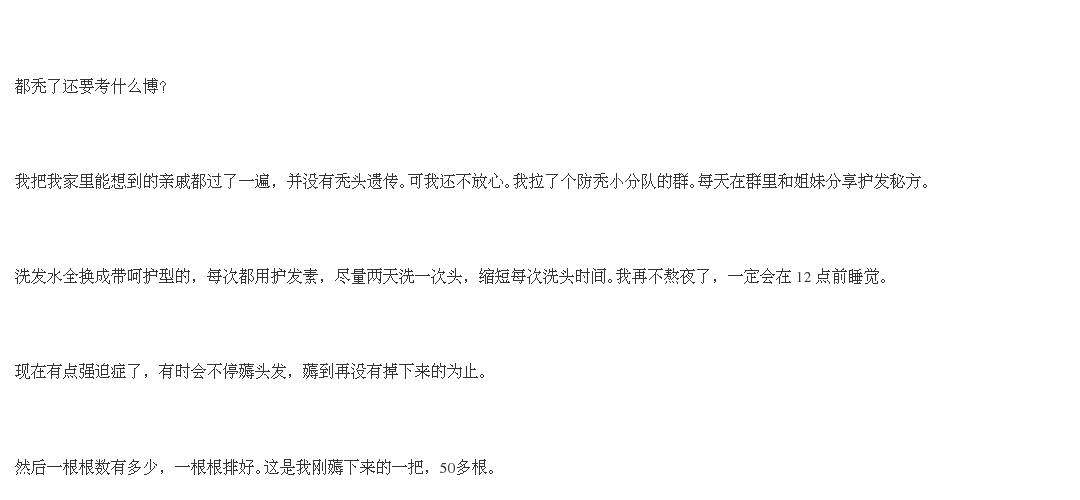 都秃了还要考什么博？
我把我家里能想到的亲戚都过了一遍，并没有秃头遗传。可我还不放心。我拉了个防秃小分队的群。每天在群里和姐妹分享护发秘方。
洗发水全换成带呵护型的，每次都用护发素，尽量两天洗一次头，缩短每次洗头时间。我再不熬夜了，一定会在 12 点前睡觉。
现在有点强迫症了，有时会不停薅头发，薅到再没有掉下来的为止。
然后一根根数有多少，一根根排好。这是我刚薅下来的一把，50多根。